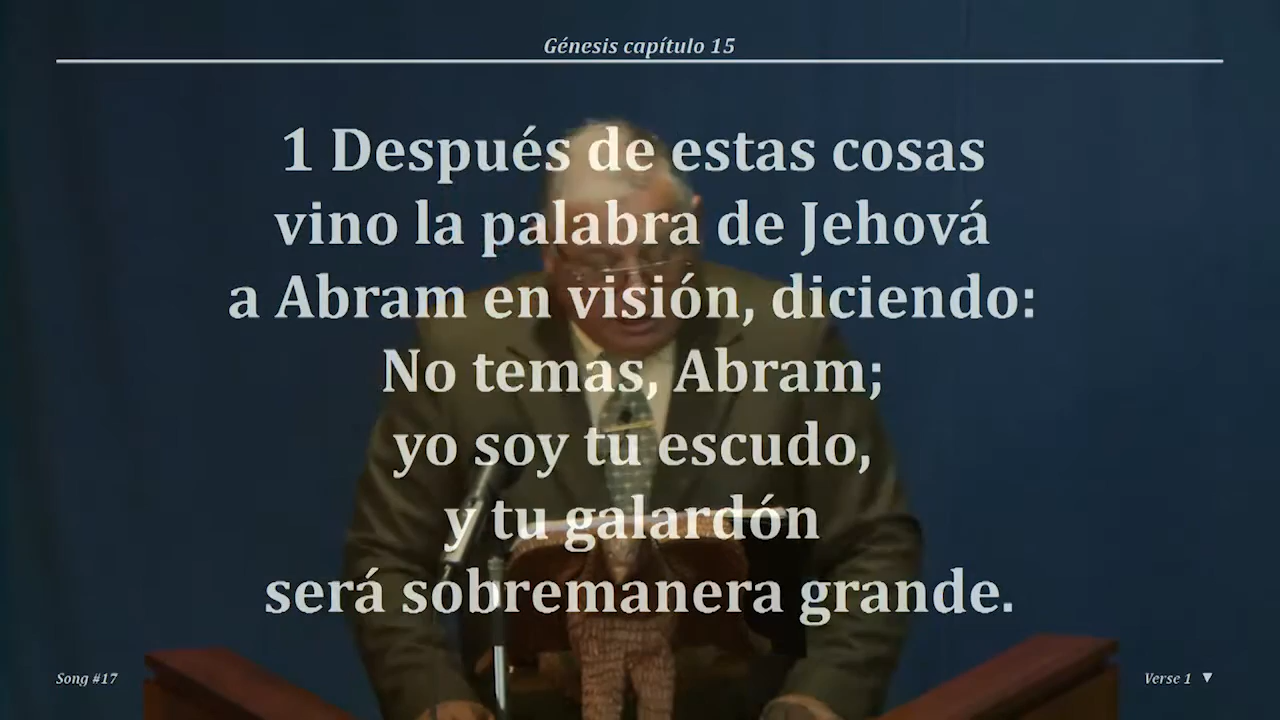 Génesis capítulo 15
1 Después de estas cosas
vino la palabra de Jehová
a Abram en visión, diciendo:
No temas, Abram;
yo soy tu escudo,
y tu galardón
será sobremanera grande.
Song #17
Verse 1 ▼